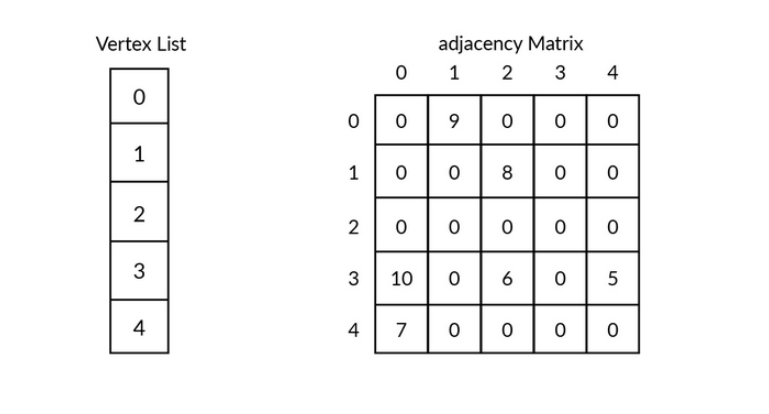 Vertex List
0
1
2
3
4
adjacency Matrix
0 1 2 3 4
0 0 9 0 0 0
1 0 0 8 0 0
2 0 0 0 0 0
3 10 0 6 0 5
4 7 0 0 0 0